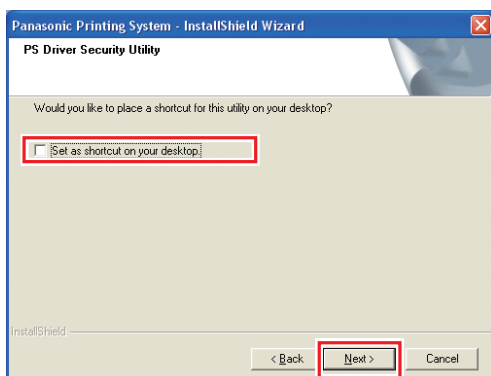 Panasonic Printing System - InstallShield Wizard
PS Driver Security Utility
Would you like to place a shortcut for this utility on your desktop?
Set as shortcut on your desktop.
InstallShield
< Back Next > Cancel